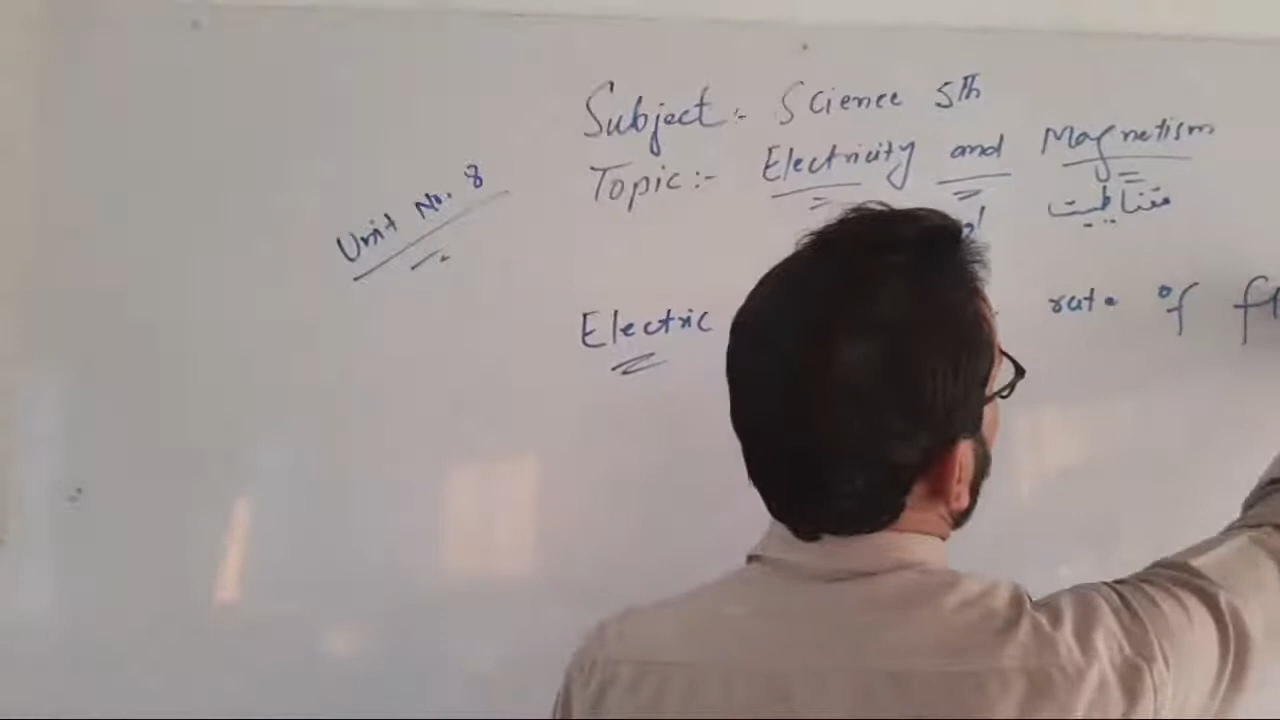 Subject:- Science 5th
Topic:- Electricity and Magnetism
Unit No. 8
مقناطیت
Electric rate of